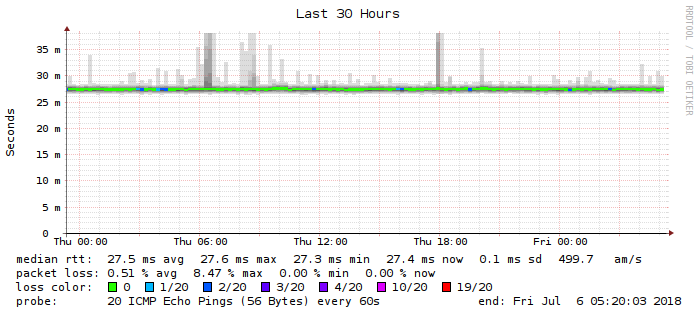 Last 30 Hours
RRDTOOL / TOBI OETIKER
Seconds
35 m
30 m
25 m
20 m
15 m
10 m
5 m
0
Thu 00:00 Thu 06:00 Thu 12:00 Thu 18:00 Fri 00:00
median rtt: 27.5 ms avg 27.6 ms max 27.3 ms min 27.4 ms now 0.1 ms sd 499.7 am/s
packet loss: 0.51 % avg 8.47 % max 0.00 % min 0.00 % now
loss color: 0 1/20 2/20 3/20 4/20 10/20 19/20
probe: 20 ICMP Echo Pings (56 Bytes) every 60s end: Fri Jul 6 05:20:03 2018